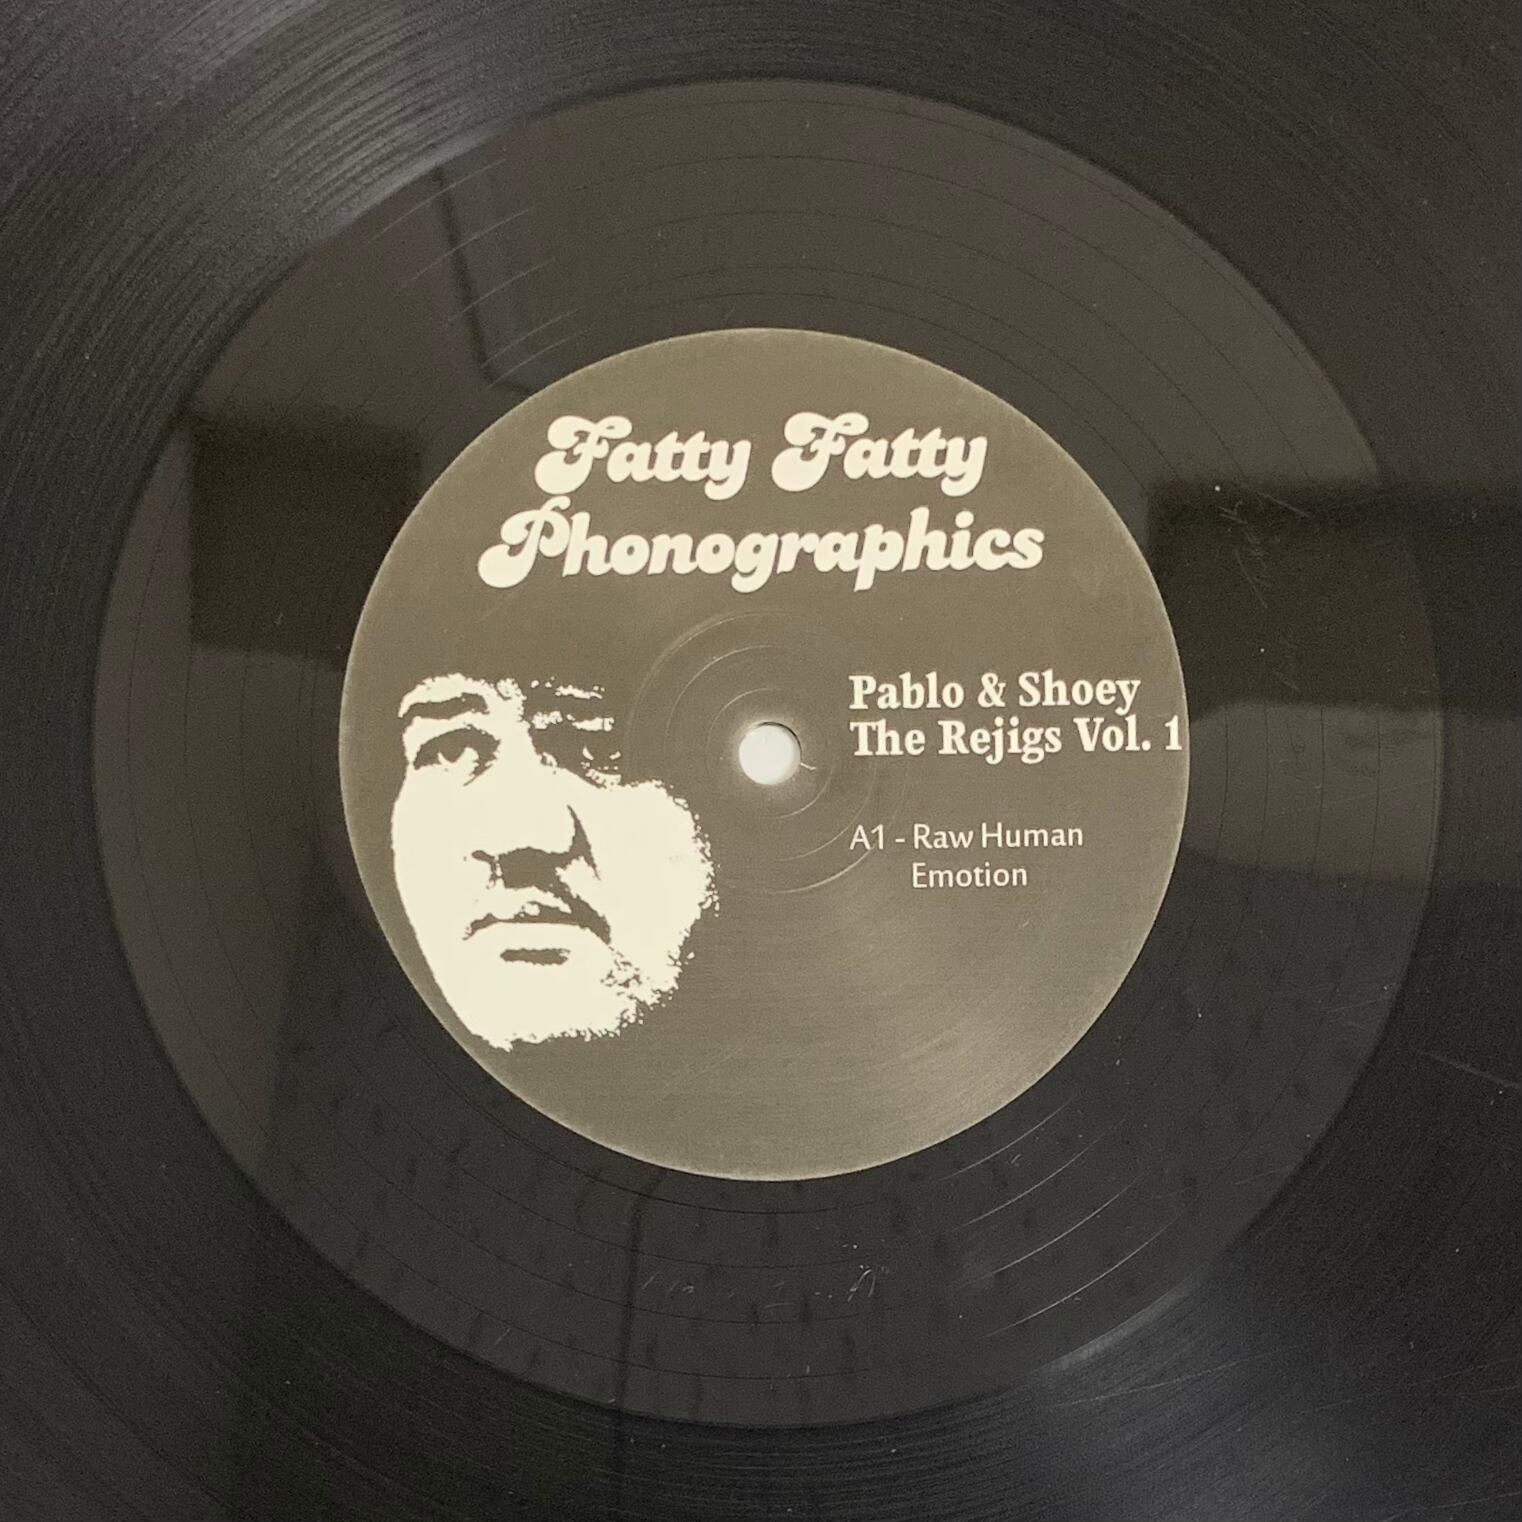 Fatty Fatty
Phonographics
Pablo & Shoey
The Rejigs Vol. 1
A1 - Raw Human
Emotion